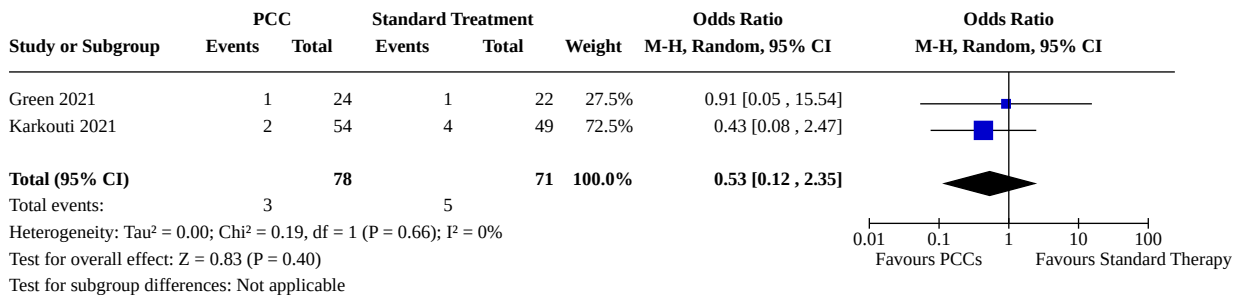 PCC Standard Treatment Odds Ratio Odds Ratio
Study or Subgroup Events Total Events Total Weight M-H, Random, 95% CI M-H, Random, 95% CI
Green 2021 1 24 1 22 27.5% 0.91 [0.05 , 15.54]
Karkouti 2021 2 54 4 49 72.5% 0.43 [0.08 , 2.47]
Total (95% CI) 78 71 100.0% 0.53 [0.12 , 2.35]
Total events: 3 5
Heterogeneity: Tau² = 0.00; Chi² = 0.19, df = 1 (P = 0.66); I² = 0%
Test for overall effect: Z = 0.83 (P = 0.40)
Test for subgroup differences: Not applicable
0.01 0.1 1 10 100
Favours PCCs Favours Standard Therapy